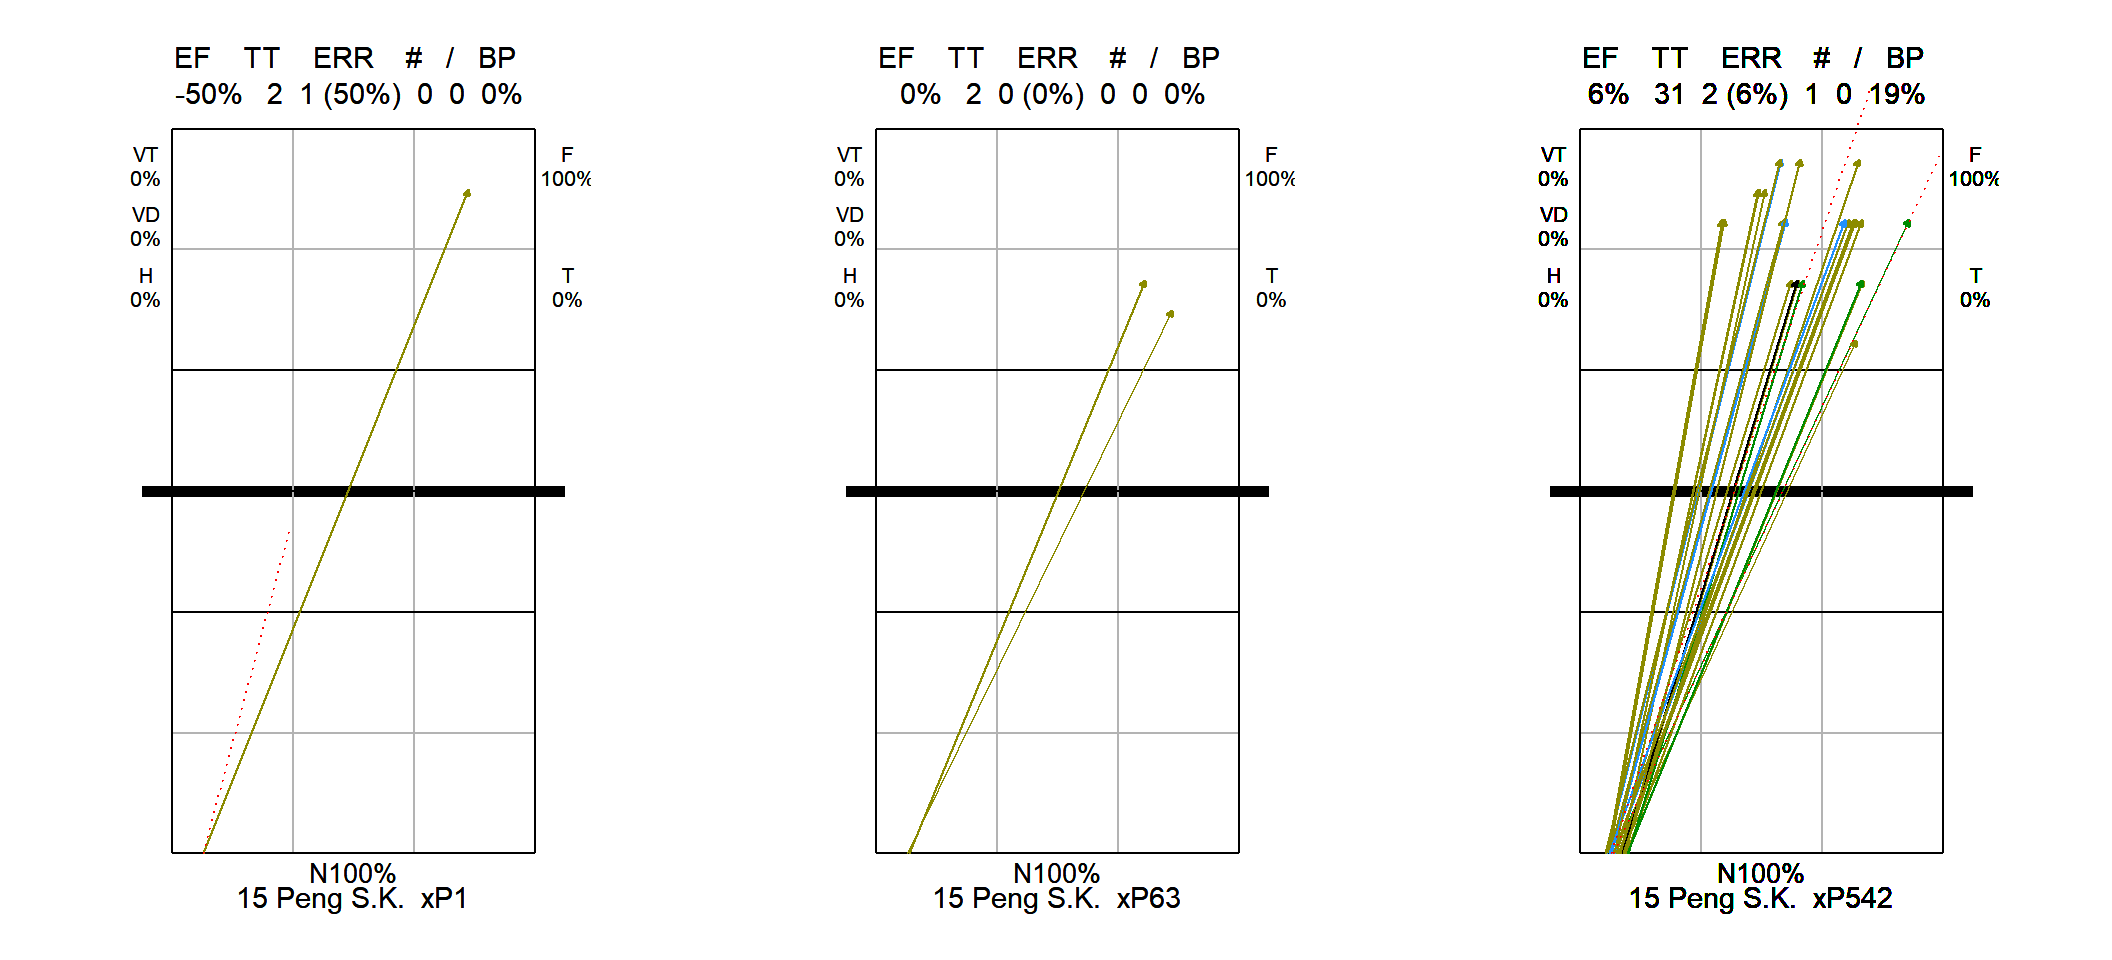 EF TT ERR # / BP
-50% 2 1 (50%) 0 0 0%
VT
0%
VD
0%
H
0%
F
100%
T
0%
N100%
15 Peng S.K. xP1
EF TT ERR # / BP
0% 2 0 (0%) 0 0 0%
VT
0%
VD
0%
H
0%
F
100%
T
0%
N100%
15 Peng S.K. xP63
EF TT ERR # / BP
6% 31 2 (6%) 1 0 19%
VT
0%
VD
0%
H
0%
F
100%
T
0%
N100%
15 Peng S.K. xP542